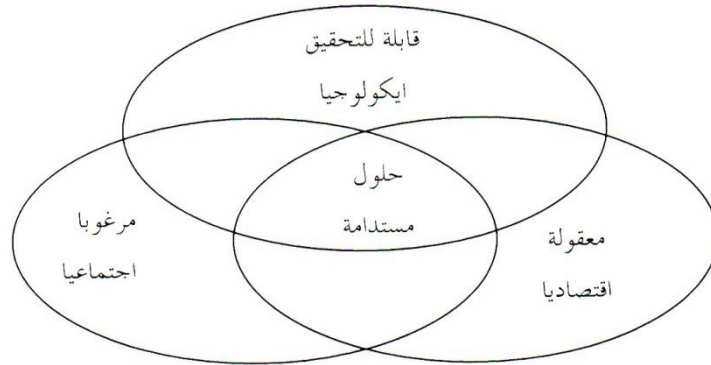 قابلة للتحقيق
ايكولوجيا
حلول
مستدامة
مرغوبا
اجتماعيا
معقولة
اقتصاديا